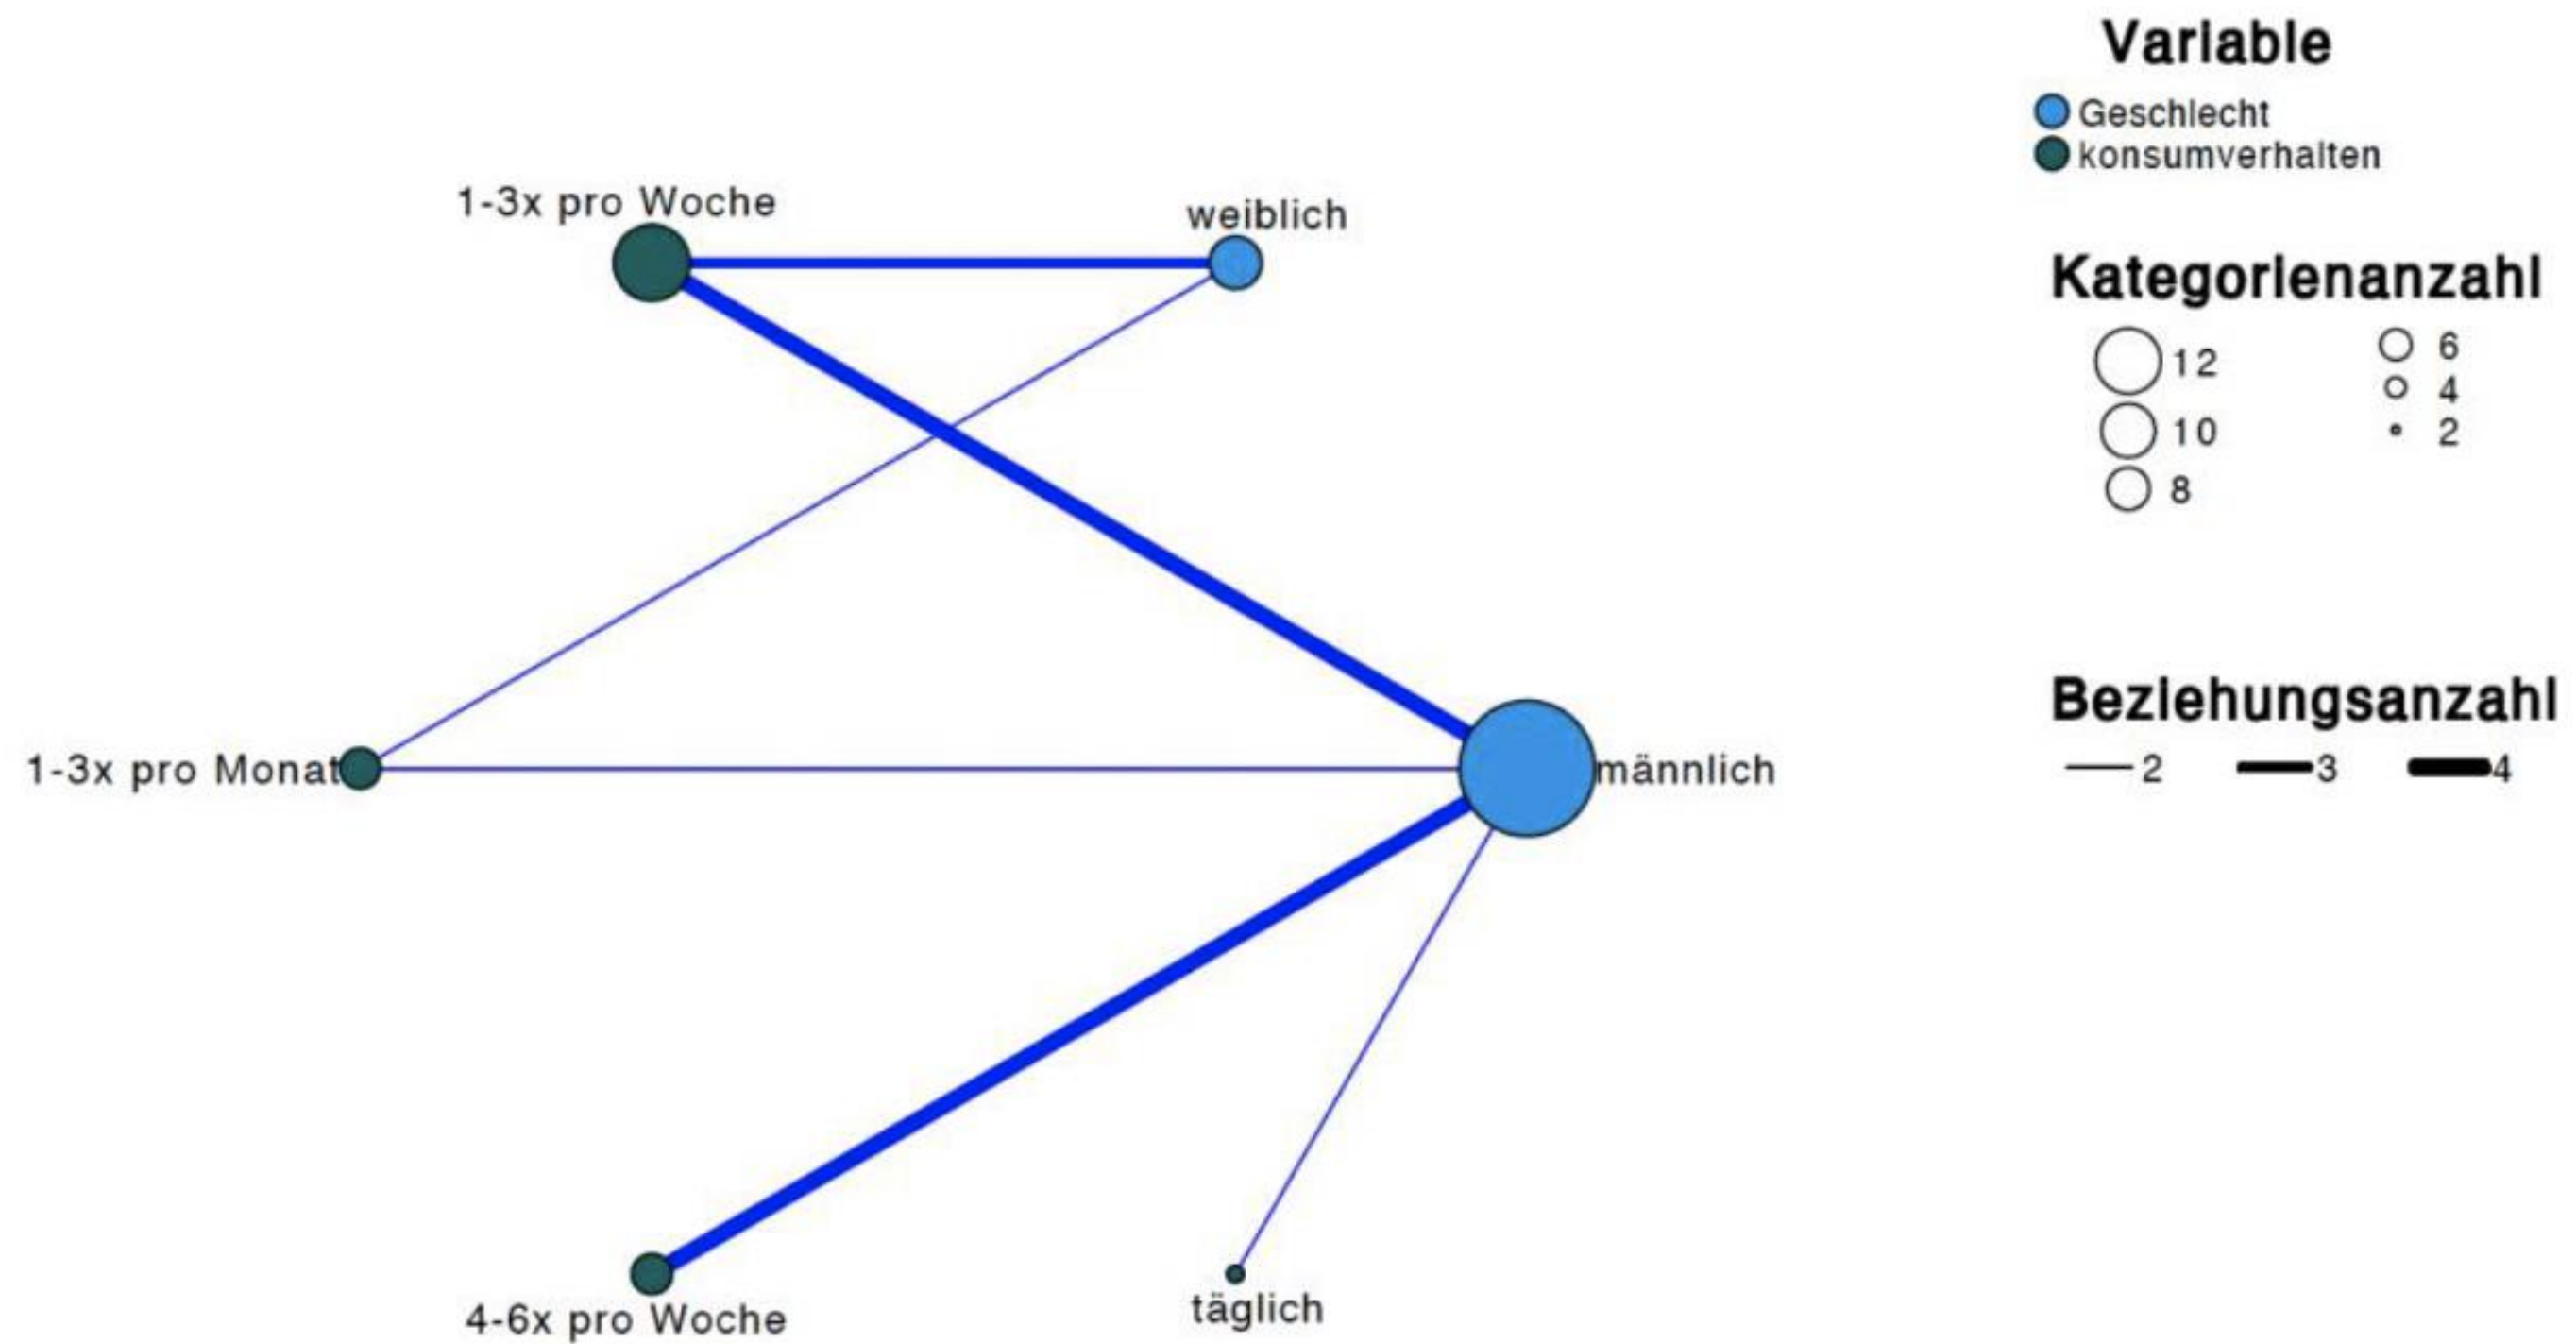 1-3x pro Woche
weiblich
1-3x pro Monat
männlich
4-6x pro Woche
täglich
Variable
Geschlecht
konsumverhalten
Kategorienanzahl
12
10
8
6
4
2
Beziehungsanzahl
2
3
4